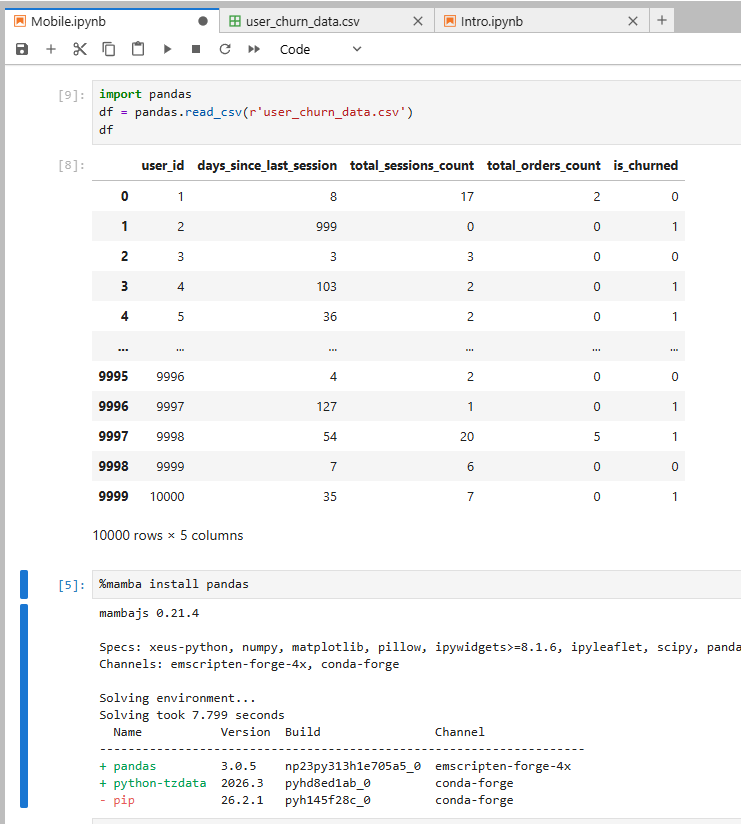 Mobile.ipynb user_churn_data.csv Intro.ipynb
Code
[9]: import pandas
df = pandas.read_csv(r'user_churn_data.csv')
df
[8]: user_id days_since_last_session total_sessions_count total_orders_count is_churned
0 1 8 17 2 0
1 2 999 0 0 1
2 3 3 3 0 0
3 4 103 2 0 1
4 5 36 2 0 1
... ... ... ... ... ...
9995 9996 4 2 0 0
9996 9997 127 1 0 1
9997 9998 54 20 5 1
9998 9999 7 6 0 0
9999 10000 35 7 0 1
10000 rows × 5 columns
[5]: %mamba install pandas
mambajs 0.21.4
Specs: xeus-python, numpy, matplotlib, pillow, ipywidgets>=8.1.6, ipyleaflet, scipy, panda
Channels: emscripten-forge-4x, conda-forge
Solving environment...
Solving took 7.799 seconds
Name Version Build Channel
--------------------------------------------------------------------
+ pandas 3.0.5 np23py313h1e705a5_0 emscripten-forge-4x
+ python-tzdata 2026.3 pyhd8ed1ab_0 conda-forge
- pip 26.2.1 pyh145f28c_0 conda-forge